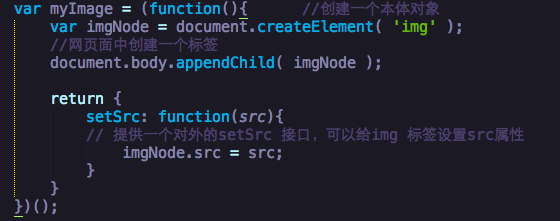 var myImage = (function(){ //创建一个本体对象
var imgNode = document.createElement( 'img' );
//网页面中创建一个标签
document.body.appendChild( imgNode );
return {
setSrc: function(src){
// 提供一个对外的setSrc 接口，可以给img 标签设置src属性
imgNode.src = src;
}
}
})();